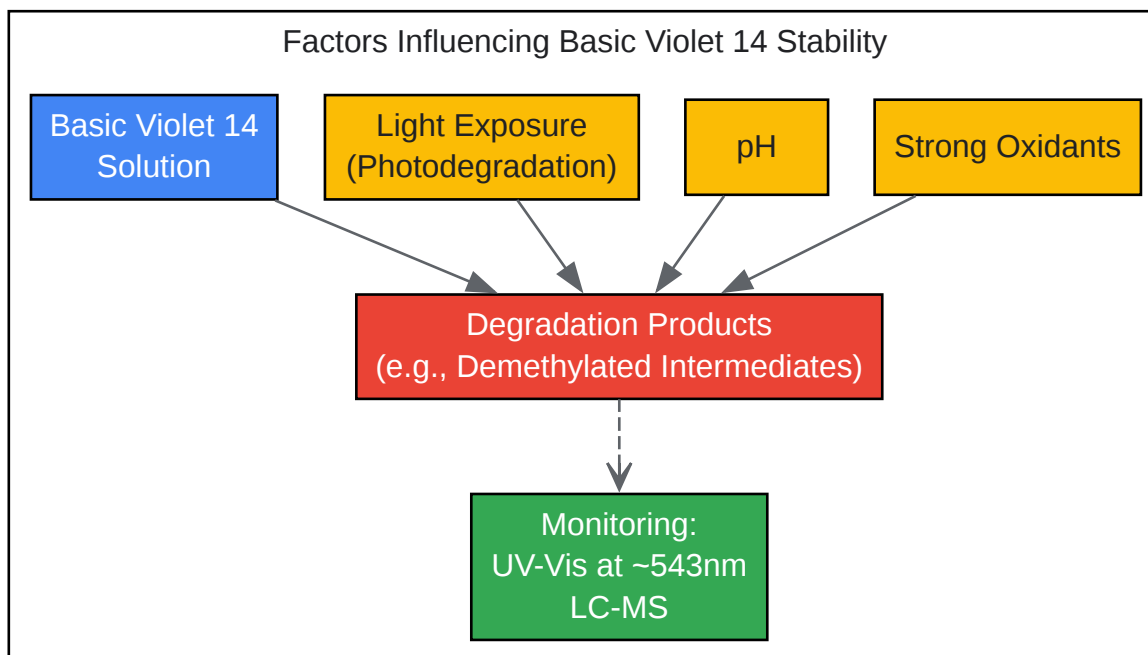 Factors Influencing Basic Violet 14 Stability
Basic Violet 14
Solution
Light Exposure
(Photodegradation)
pH
Strong Oxidants
Degradation Products
(e.g., Demethylated Intermediates)
Monitoring:
UV-Vis at ~543nm
LC-MS